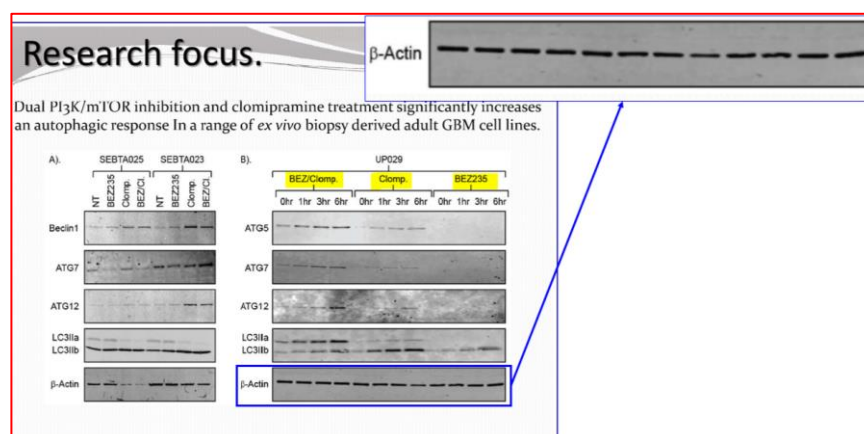 Research focus.
β-Actin
Dual PI3K/mTOR inhibition and clomipramine treatment significantly increases
an autophagic response In a range of ex vivo biopsy derived adult GBM cell lines.
A). SEBTA025 SEBTA023
NT BEZ235 Clomp. BEZ/Cl. NT BEZ235 Clomp. BEZ/Cl.
Beclin1
ATG7
ATG12
LC3IIa
LC3IIb
β-Actin
B). UP029
BEZ/Clomp. Clomp. BEZ235
0hr 1hr 3hr 6hr 0hr 1hr 3hr 6hr 0hr 1hr 3hr 6hr
ATG5
ATG7
ATG12
LC3IIa
LC3IIb
β-Actin